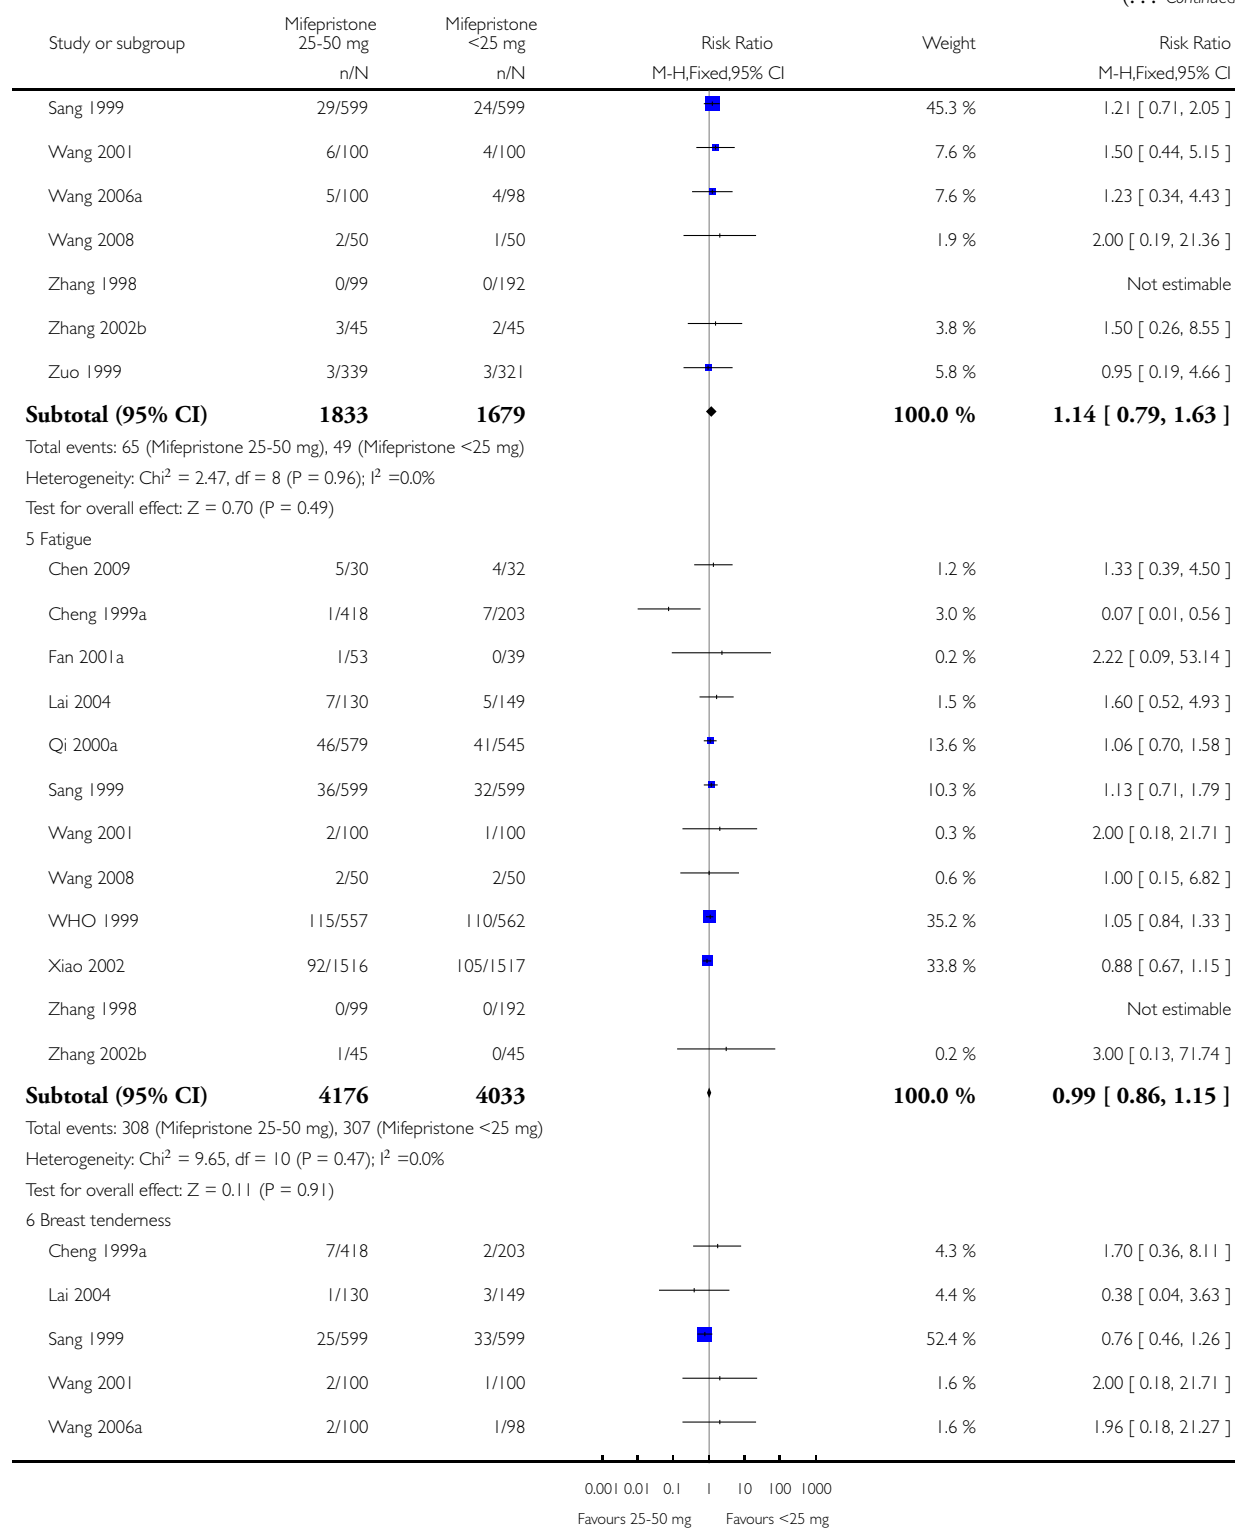 (. . . Continued
Study or subgroup Mifepristone 25-50 mg Mifepristone <25 mg Risk Ratio Weight Risk Ratio
n/N n/N M-H,Fixed,95% CI M-H,Fixed,95% CI
Sang 1999 29/599 24/599 45.3 % 1.21 [ 0.71, 2.05 ]
Wang 2001 6/100 4/100 7.6 % 1.50 [ 0.44, 5.15 ]
Wang 2006a 5/100 4/98 7.6 % 1.23 [ 0.34, 4.43 ]
Wang 2008 2/50 1/50 1.9 % 2.00 [ 0.19, 21.36 ]
Zhang 1998 0/99 0/192 Not estimable
Zhang 2002b 3/45 2/45 3.8 % 1.50 [ 0.26, 8.55 ]
Zuo 1999 3/339 3/321 5.8 % 0.95 [ 0.19, 4.66 ]
Subtotal (95% CI) 1833 1679 100.0 % 1.14 [ 0.79, 1.63 ]
Total events: 65 (Mifepristone 25-50 mg), 49 (Mifepristone <25 mg)
Heterogeneity: Chi² = 2.47, df = 8 (P = 0.96); I² =0.0%
Test for overall effect: Z = 0.70 (P = 0.49)
5 Fatigue
Chen 2009 5/30 4/32 1.2 % 1.33 [ 0.39, 4.50 ]
Cheng 1999a 1/418 7/203 3.0 % 0.07 [ 0.01, 0.56 ]
Fan 2001a 1/53 0/39 0.2 % 2.22 [ 0.09, 53.14 ]
Lai 2004 7/130 5/149 1.5 % 1.60 [ 0.52, 4.93 ]
Qi 2000a 46/579 41/545 13.6 % 1.06 [ 0.70, 1.58 ]
Sang 1999 36/599 32/599 10.3 % 1.13 [ 0.71, 1.79 ]
Wang 2001 2/100 1/100 0.3 % 2.00 [ 0.18, 21.71 ]
Wang 2008 2/50 2/50 0.6 % 1.00 [ 0.15, 6.82 ]
WHO 1999 115/557 110/562 35.2 % 1.05 [ 0.84, 1.33 ]
Xiao 2002 92/1516 105/1517 33.8 % 0.88 [ 0.67, 1.15 ]
Zhang 1998 0/99 0/192 Not estimable
Zhang 2002b 1/45 0/45 0.2 % 3.00 [ 0.13, 71.74 ]
Subtotal (95% CI) 4176 4033 100.0 % 0.99 [ 0.86, 1.15 ]
Total events: 308 (Mifepristone 25-50 mg), 307 (Mifepristone <25 mg)
Heterogeneity: Chi² = 9.65, df = 10 (P = 0.47); I² =0.0%
Test for overall effect: Z = 0.11 (P = 0.91)
6 Breast tenderness
Cheng 1999a 7/418 2/203 4.3 % 1.70 [ 0.36, 8.11 ]
Lai 2004 1/130 3/149 4.4 % 0.38 [ 0.04, 3.63 ]
Sang 1999 25/599 33/599 52.4 % 0.76 [ 0.46, 1.26 ]
Wang 2001 2/100 1/100 1.6 % 2.00 [ 0.18, 21.71 ]
Wang 2006a 2/100 1/98 1.6 % 1.96 [ 0.18, 21.27 ]
0.001 0.01 0.1 1 10 100 1000
Favours 25-50 mg Favours <25 mg